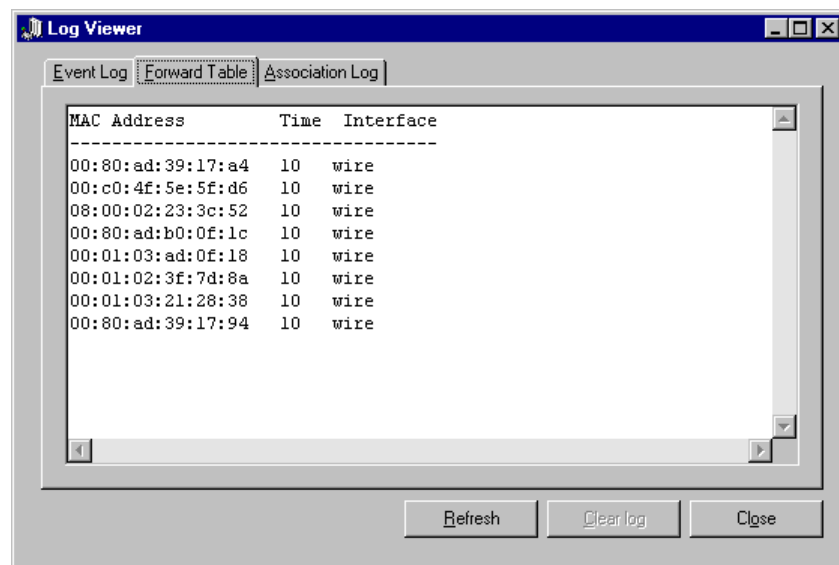 Log Viewer
Event Log Forward Table Association Log
MAC Address Time Interface
-----------------------------------
00:80:ad:39:17:a4 10 wire
00:c0:4f:5e:5f:d6 10 wire
08:00:02:23:3c:52 10 wire
00:80:ad:b0:0f:1c 10 wire
00:01:03:ad:0f:18 10 wire
00:01:02:3f:7d:8a 10 wire
00:01:03:21:28:38 10 wire
00:80:ad:39:17:94 10 wire
Refresh Clear log Close